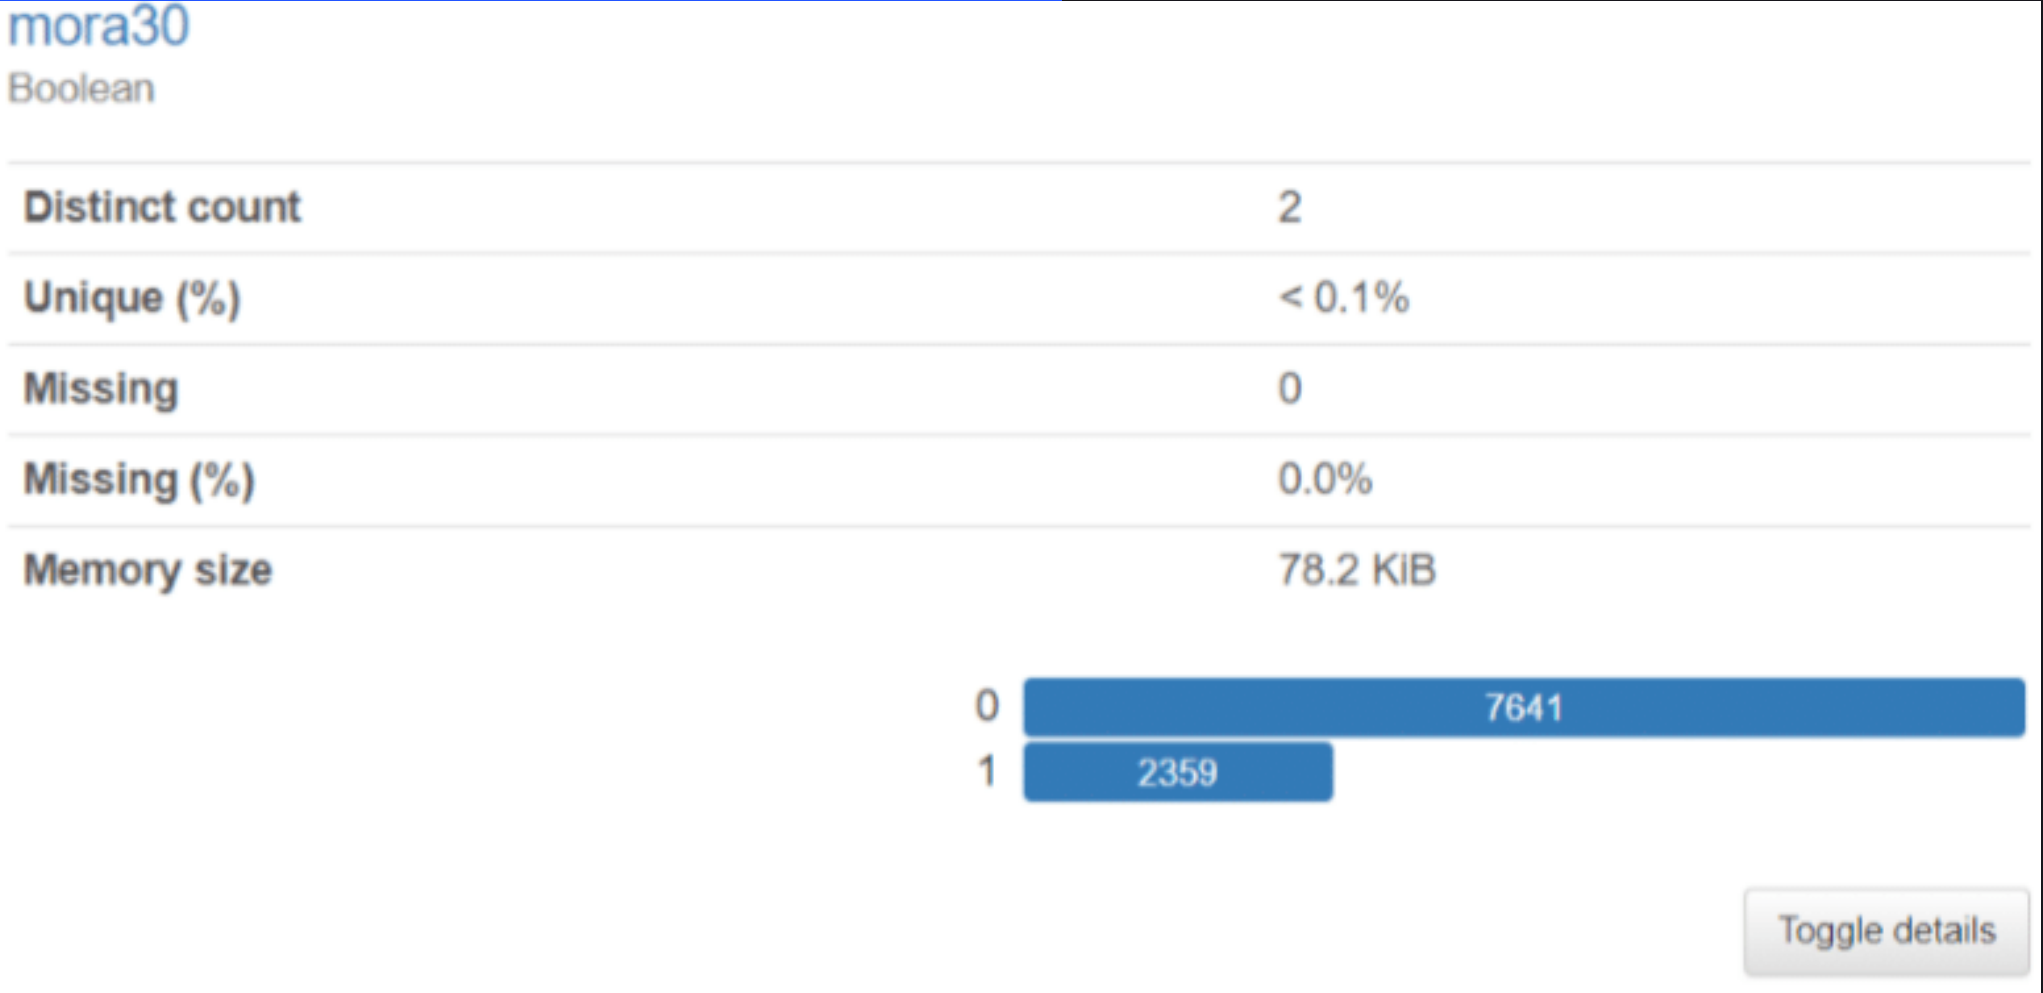 mora30
Boolean
Distinct count 2
Unique (%) < 0.1%
Missing 0
Missing (%) 0.0%
Memory size 78.2 KiB
0 7641
1 2359
Toggle details